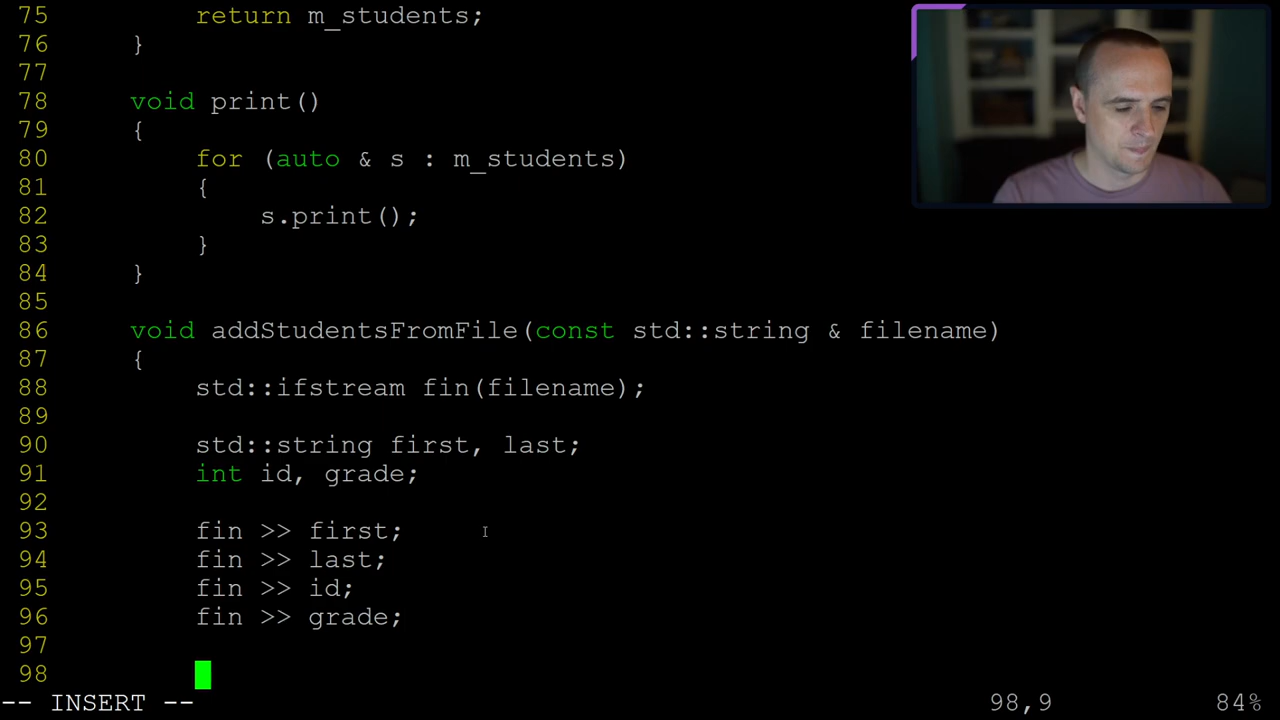 75 return m_students;
76 }
77
78 void print()
79 {
80 for (auto & s : m_students)
81 {
82 s.print();
83 }
84 }
85
86 void addStudentsFromFile(const std::string & filename)
87 {
88 std::ifstream fin(filename);
89
90 std::string first, last;
91 int id, grade;
92
93 fin >> first;
94 fin >> last;
95 fin >> id;
96 fin >> grade;
97
98
-- INSERT -- 98,9 84%